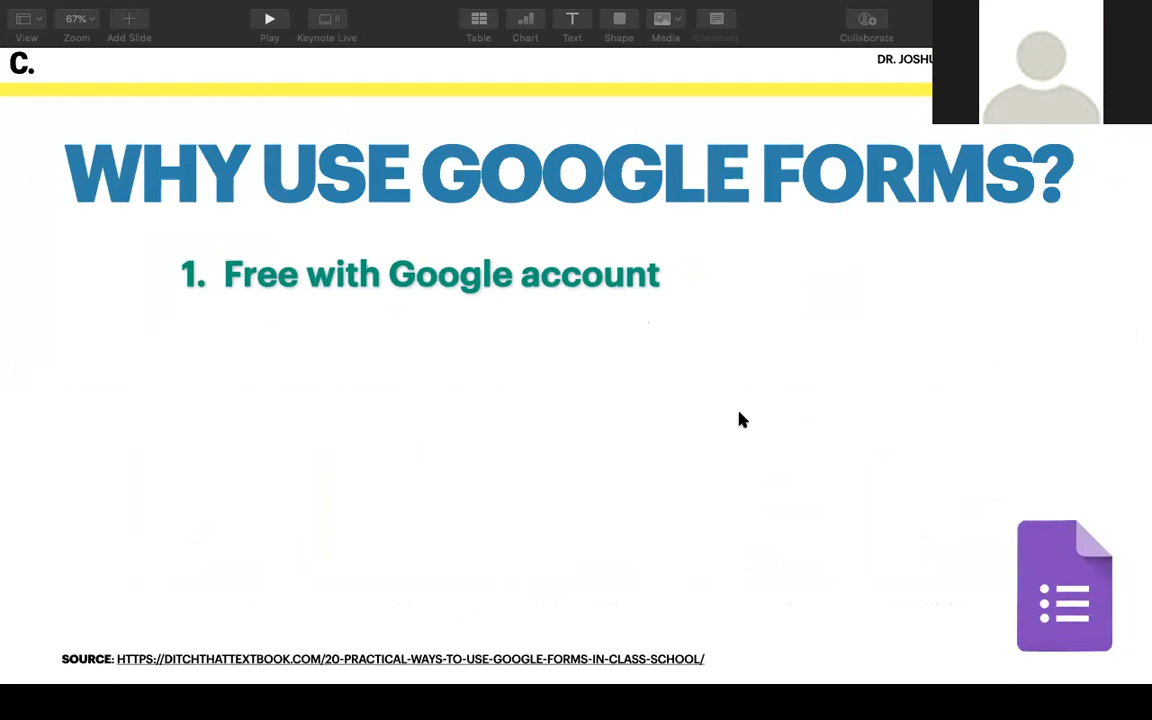 67%
View
Zoom
Add Slide
Play
Keynote Live
Table
Chart
Text
Shape
Media
Comment
Collaborate
C.
DR.
WHY USE GOOGLE FORMS?
1. Free with Google account
SOURCE: HTTPS://DITCHTHATTEXTBOOK.COM/20-PRACTICAL-WAYS-TO-USE-GOOGLE-FORMS-IN-CLASS-SCHOOL/